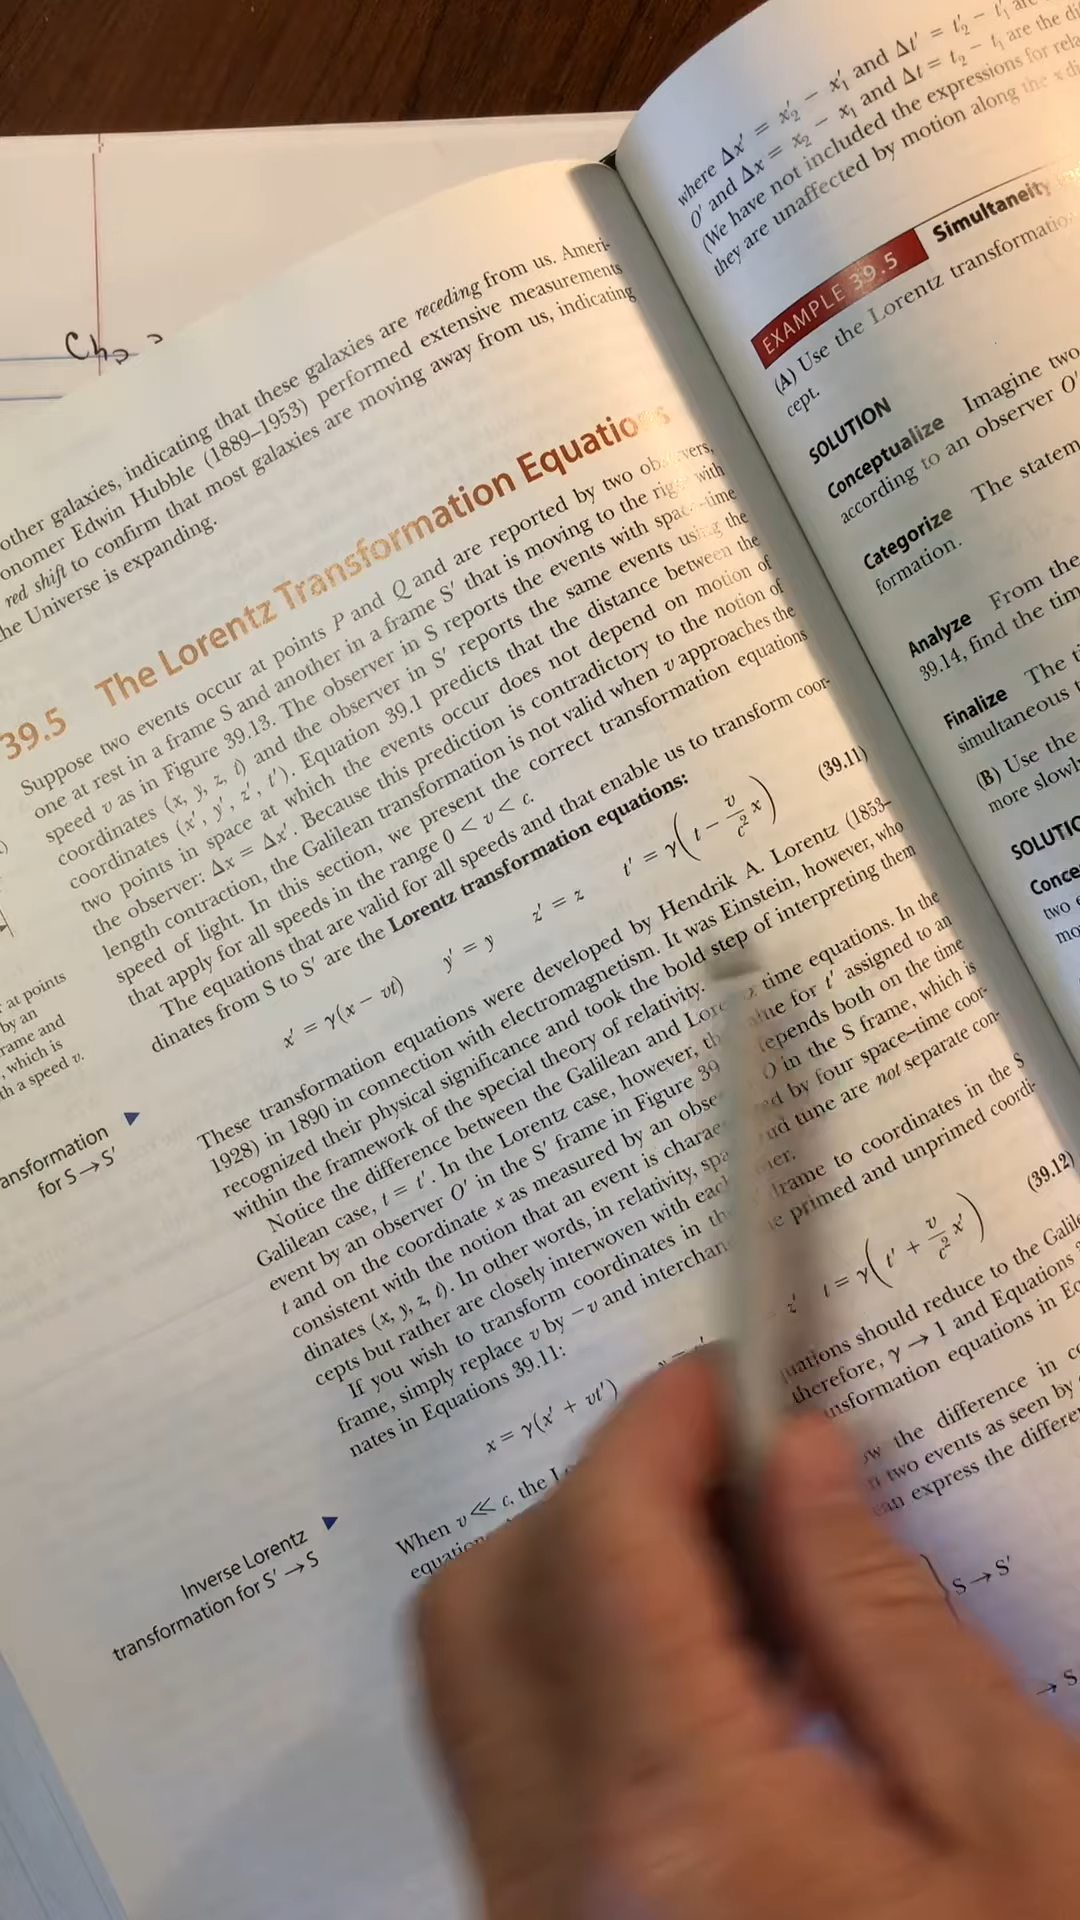 Ch
other galaxies, indicating that these galaxies are receding from us. Ameri-
onomer Edwin Hubble (1889–1953) performed extensive measurements
red shift to confirm that most galaxies are moving away from us, indicating
the Universe is expanding.
39.5 The Lorentz Transformation Equations
Suppose two events occur at points P and Q and are reported by two observers,
one at rest in a frame S and another in a frame S′ that is moving to the right with
speed v as in Figure 39.13. The observer in S reports the events with space–time
coordinates (x, y, z, t) and the observer in S′ reports the same events using the
coordinates (x′, y′, z′, t′). Equation 39.1 predicts that the distance between the
two points in space at which the events occur does not depend on motion of
the observer: Δx = Δx′. Because this prediction is contradictory to the notion of
length contraction, the Galilean transformation is not valid when v approaches the
speed of light. In this section, we present the correct transformation equations
that apply for all speeds in the range 0 < v < c.
The equations that are valid for all speeds and that enable us to transform coor-
dinates from S to S′ are the Lorentz transformation equations:
x′ = γ(x − vt) y′ = y z′ = z t′ = γ(t − v/c² x) (39.11)
These transformation equations were developed by Hendrik A. Lorentz (1853–
1928) in 1890 in connection with electromagnetism. It was Einstein, however, who
recognized their physical significance and took the bold step of interpreting them
within the framework of the special theory of relativity.
Notice the difference between the Galilean and Lorentz time equations. In the
Galilean case, t = t′. In the Lorentz case, however, the value for t′ assigned to an
event by an observer O′ in the S′ frame in Figure 39 depends both on the time
t and on the coordinate x as measured by an obse O in the S frame, which is
consistent with the notion that an event is charac ed by four space–time coor-
dinates (x, y, z, t). In other words, in relativity, spa and time are not separate con-
cepts but rather are closely interwoven with each other.
If you wish to transform coordinates in the frame to coordinates in the S
frame, simply replace v by −v and interchan the primed and unprimed coordi-
nates in Equations 39.11:
x = γ(x′ + vt′) z′ t = γ(t′ + v/c² x′) (39.12)
When v ≪ c, the L quations should reduce to the Galile
equation therefore, γ → 1 and Equations
ansformation equations in Eq
ow the difference in co
n two events as seen by
can express the differe
S → S′
→ S
at points
by an
rame and
, which is
th a speed v.
ansformation
for S → S′
Inverse Lorentz
transformation for S′ → S
where Δx′ = x′₂ − x′₁ and Δt′ = t′₂ − t′₁ are
O′ and Δx = x₂ − x₁ and Δt = t₂ − t₁ are the di
(We have not included the expressions for rela
they are unaffected by motion along the x di
EXAMPLE 39.5 Simultaneity
(A) Use the Lorentz transformatio
cept.
SOLUTION
Conceptualize Imagine two
according to an observer O′
Categorize The statem
formation.
Analyze From the
39.14, find the tim
Finalize The ti
simultaneous t
(B) Use the
more slowl
SOLUTIO
Conce
two e
mo